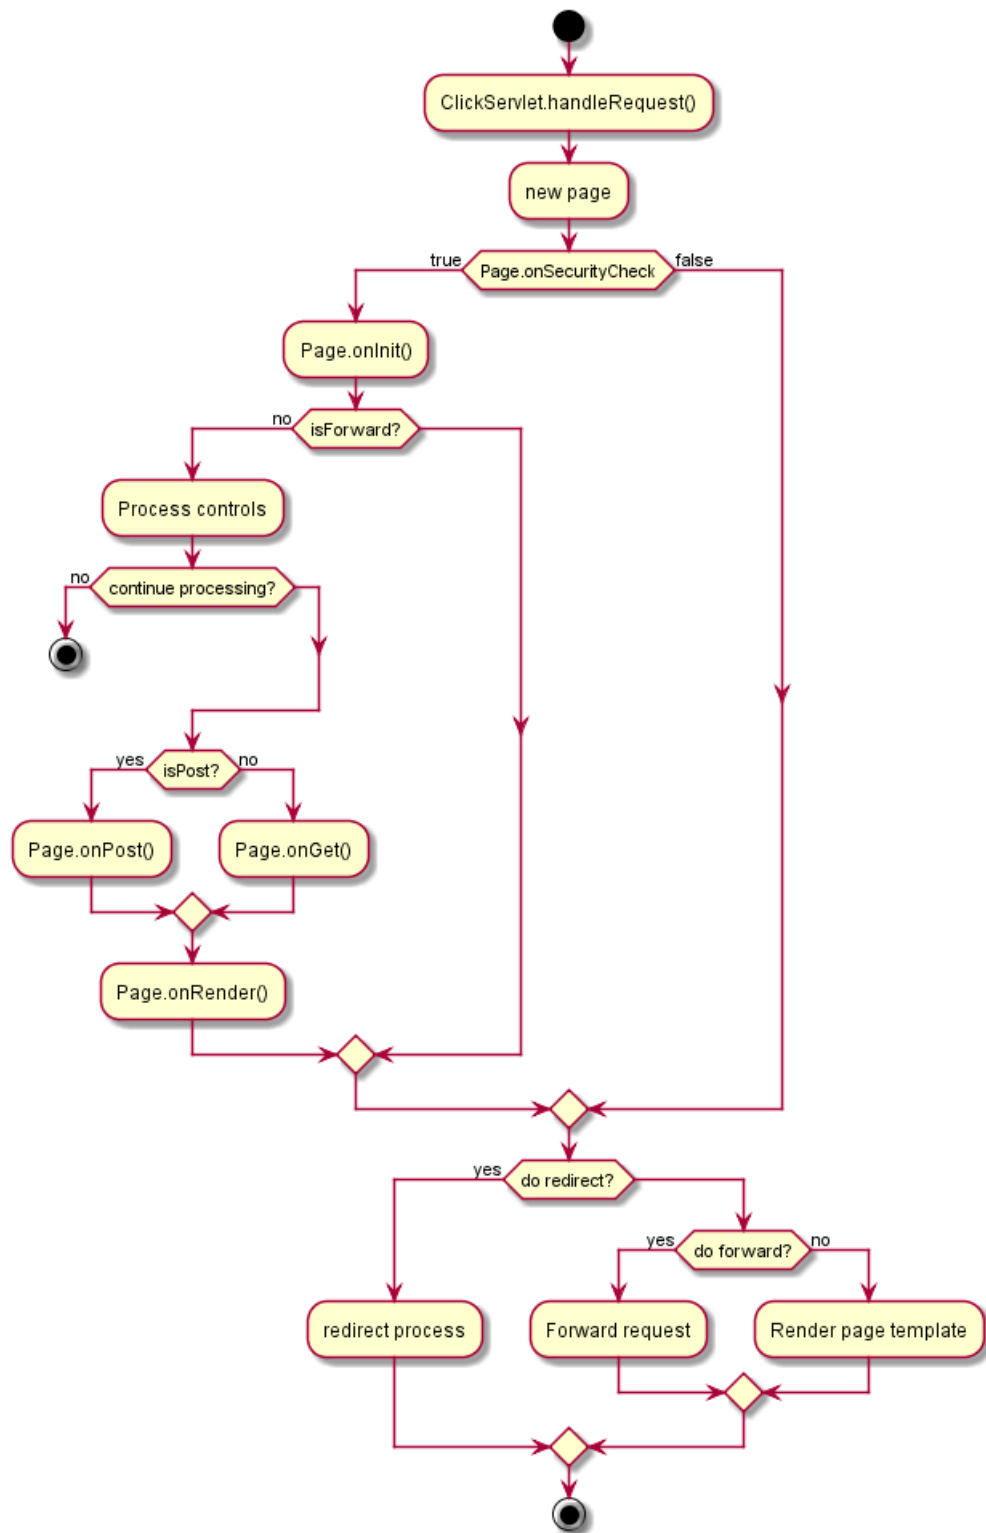 ClickServlet.handleRequest()
new page
true
Page.onSecurityCheck
false
Page.onInit()
no
isForward?
Process controls
no
continue processing?
yes
isPost?
no
Page.onPost()
Page.onGet()
Page.onRender()
yes
do redirect?
yes
do forward?
no
redirect process
Forward request
Render page template